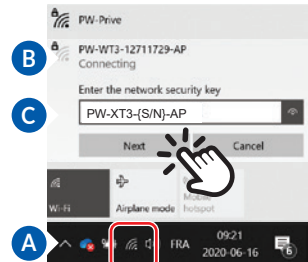 PW-Prive
B
PW-WT3-12711729-AP
Connecting
Enter the network security key
C
PW-XT3-{S/N}-AP
Next
Cancel
Wi-Fi
Airplane mode
Mobile
hotspot
A
FRA
09:21
2020-06-16
6